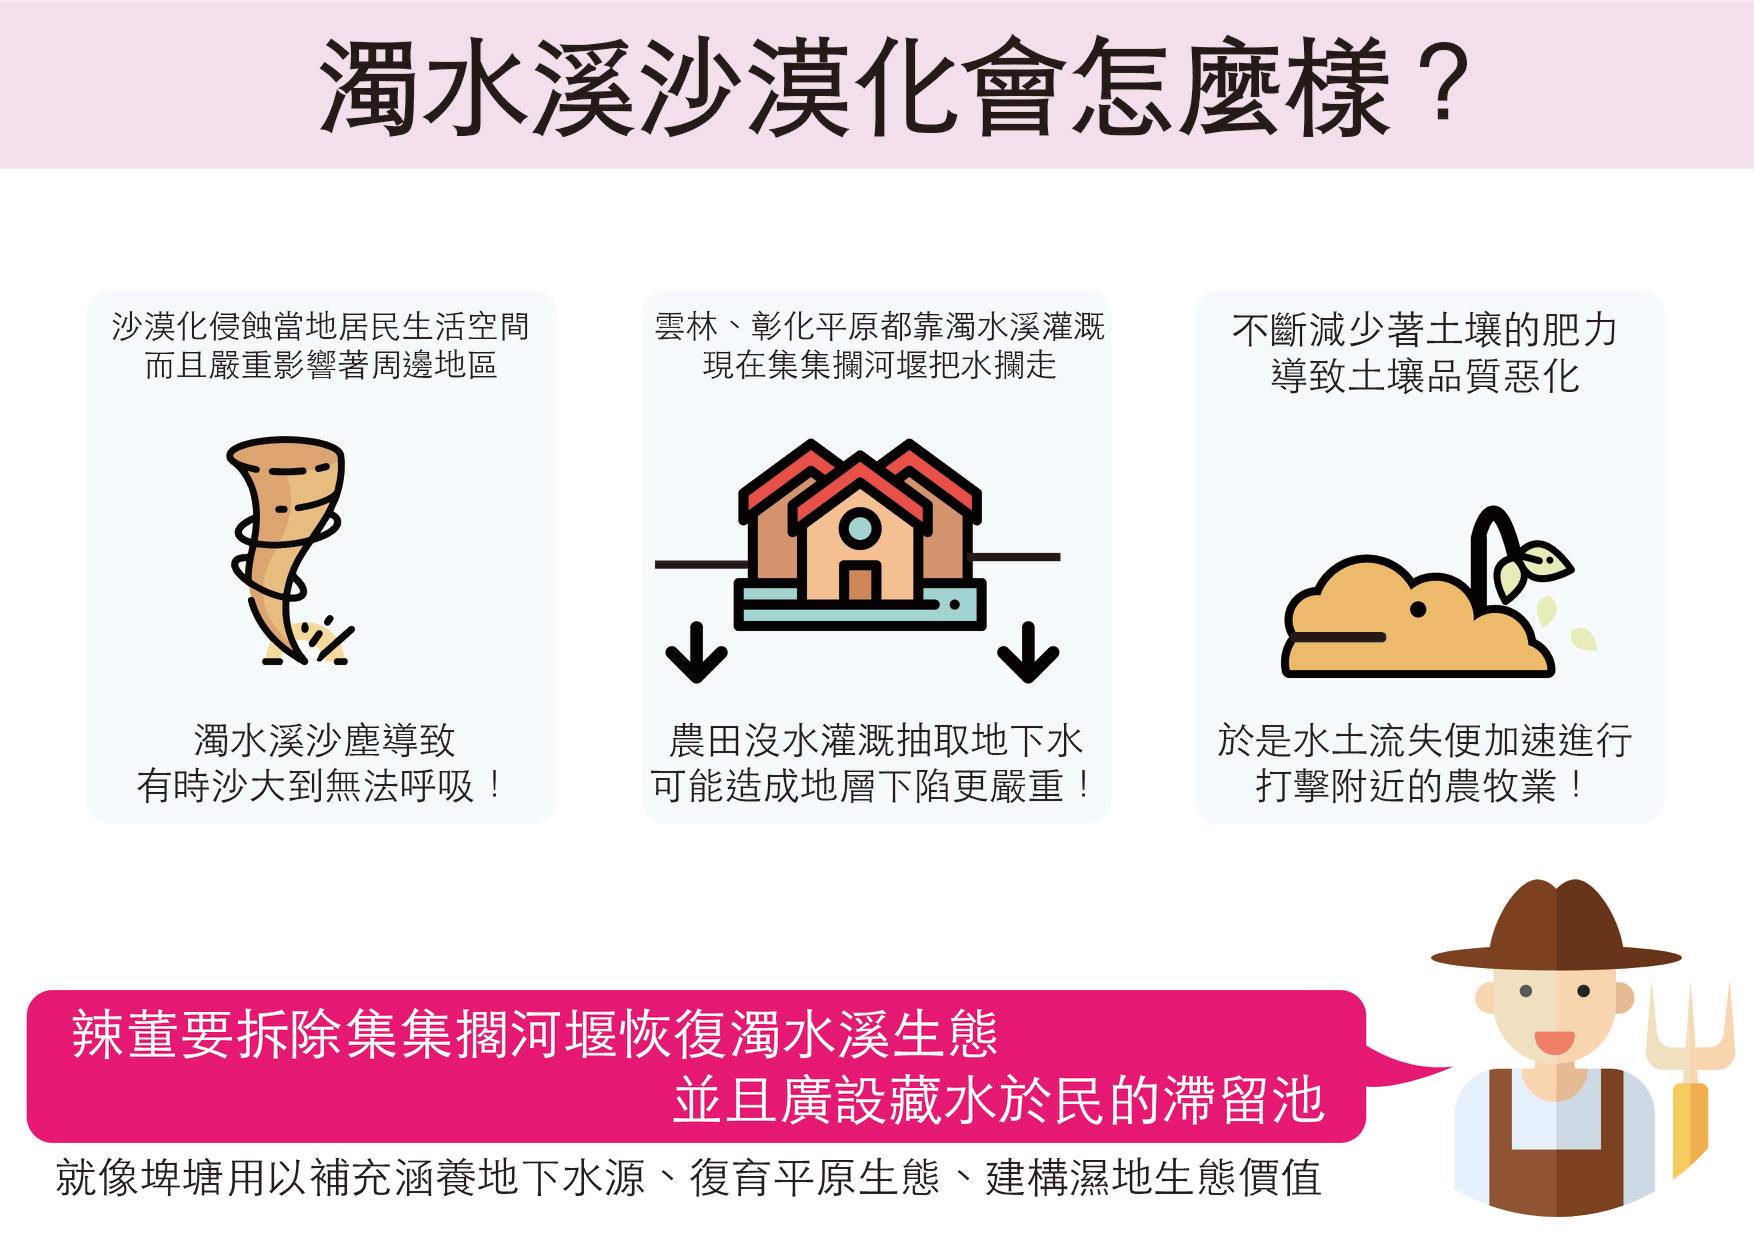 濁水溪沙漠化會怎麼樣？
沙漠化侵蝕當地居民生活空間
而且嚴重影響著周邊地區
濁水溪沙塵導致
有時沙大到無法呼吸！
雲林、彰化平原都靠濁水溪灌溉
現在集集攔河堰把水攔走
農田沒水灌溉抽取地下水
可能造成地層下陷更嚴重！
不斷減少著土壤的肥力
導致土壤品質惡化
於是水土流失便加速進行
打擊附近的農牧業！
辣董要拆除集集擱河堰恢復濁水溪生態
並且廣設藏水於民的滯留池
就像埤塘用以補充涵養地下水源、復育平原生態、建構濕地生態價值